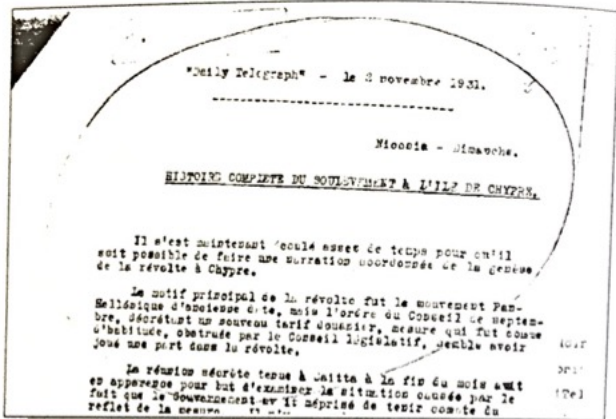 "Daily Telegraph" - le 2 novembre 1931.
Nicosia - Dimanche.
HISTOIRE COMPLETE DU SOULEVEMENT A L'ILE DE CHYPRE.
Il s'est maintenant écoulé assez de temps pour qu'il
soit possible de faire une narration coordonnée de la genèse
de la révolte à Chypre.
Le motif principal de la révolte fut le mouvement Pan-
Hellénique d'ancienne date, mais l'ordre du Conseil de septem-
bre, décrétant un nouveau tarif douanier, mesure qui fut comme
d'habitude, obstruée par le Conseil législatif, semble avoir
joué une part dans la révolte.
La réunion secrète tenue à Saitta à la fin du mois avait
en apparence pour but d'examiner la situation causée par le
fait que le Gouvernement avait méprisé de tenir compte du
reflet de la mesure